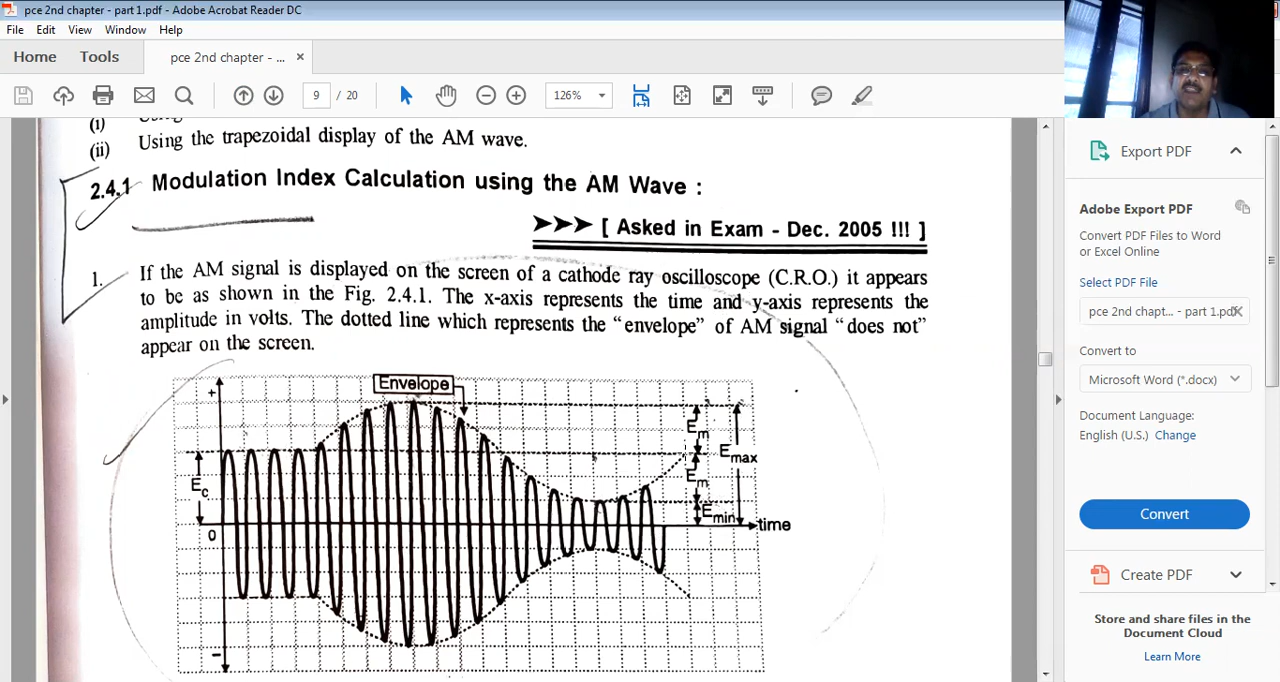 pce 2nd chapter - part 1.pdf - Adobe Acrobat Reader DC
File Edit View Window Help
Home Tools pce 2nd chapter - ... ×
9 / 20 126%
(i)
(ii) Using the trapezoidal display of the AM wave.
2.4.1 Modulation Index Calculation using the AM Wave :
[ Asked in Exam - Dec. 2005 !!! ]
1. If the AM signal is displayed on the screen of a cathode ray oscilloscope (C.R.O.) it appears
to be as shown in the Fig. 2.4.1. The x-axis represents the time and y-axis represents the
amplitude in volts. The dotted line which represents the “envelope” of AM signal “does not”
appear on the screen.
Envelope
+
Em
Emax
Ec
Em
Emin
0
time
−
Export PDF
Adobe Export PDF
Convert PDF Files to Word
or Excel Online
Select PDF File
pce 2nd chapt... - part 1.pdf
Convert to
Microsoft Word (*.docx)
Document Language:
English (U.S.) Change
Convert
Create PDF
Store and share files in the
Document Cloud
Learn More